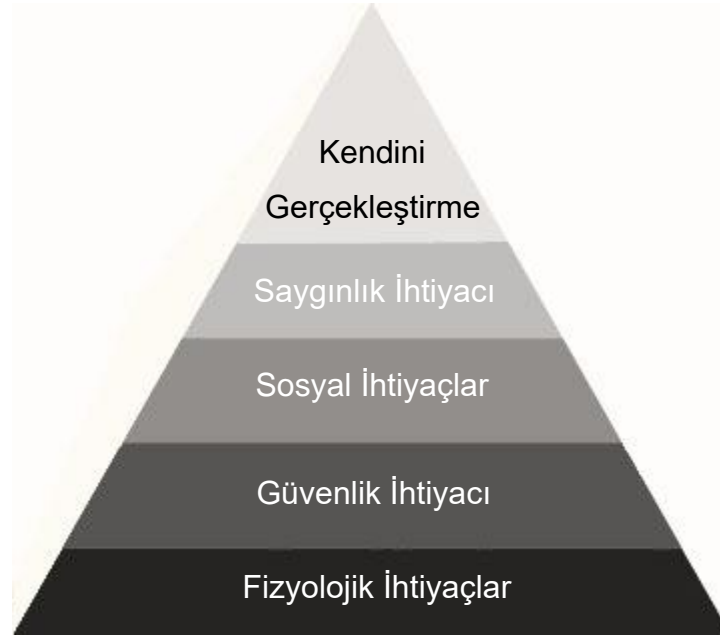 Kendini
Gerçekleştirme
Saygınlık İhtiyacı
Sosyal İhtiyaçlar
Güvenlik İhtiyacı
Fizyolojik İhtiyaçlar